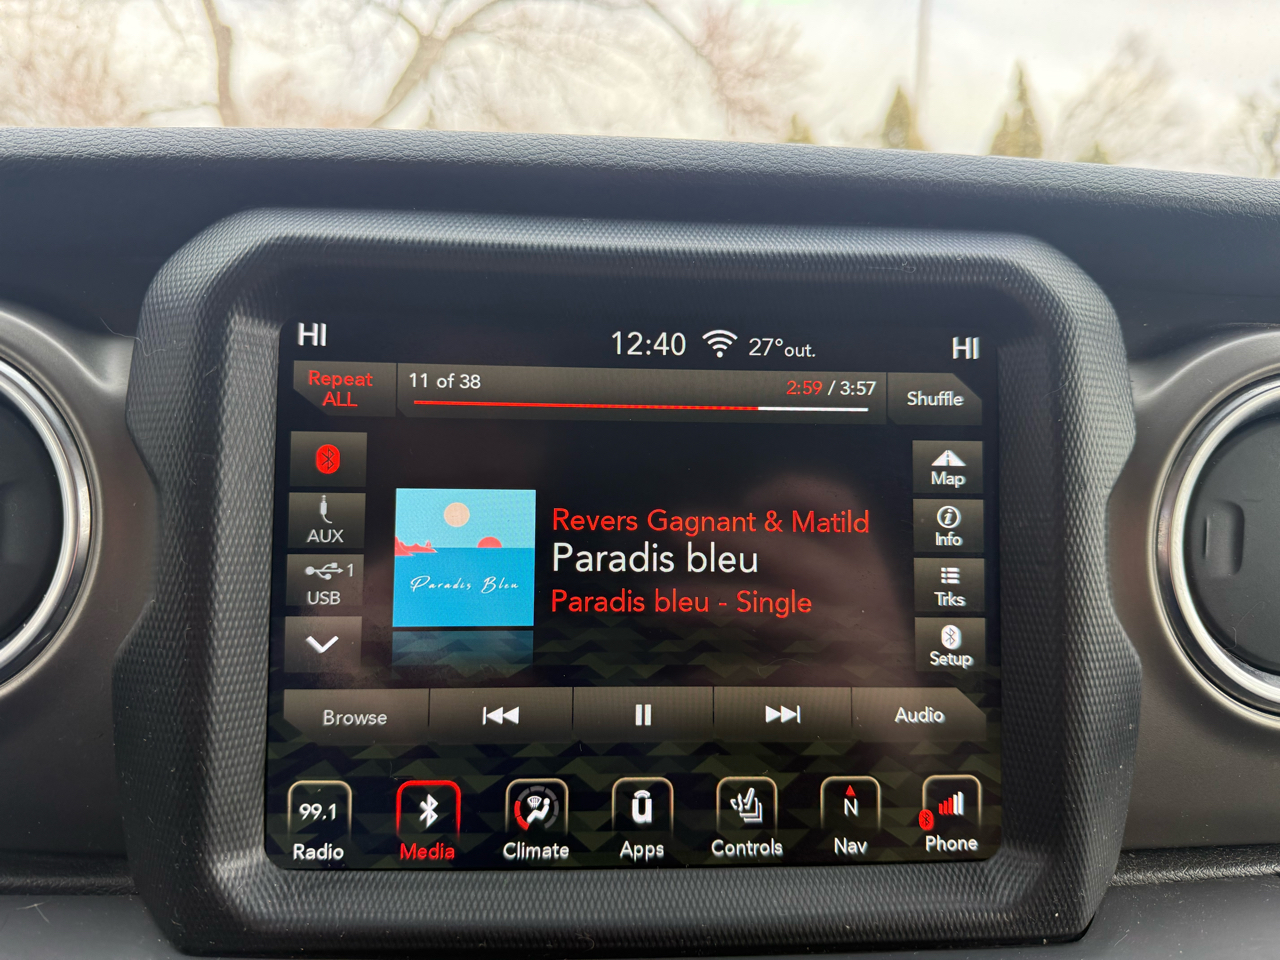 HI
12:40 27°out.
HI
Repeat
ALL
11 of 38
2:59 / 3:57
Shuffle
AUX
1
USB
Map
Info
Trks
Setup
Paradis Bleu
Revers Gagnant & Matild
Paradis bleu
Paradis bleu - Single
Browse
Audio
99.1
Radio
Media
Climate
Apps
Controls
N
Nav
Phone